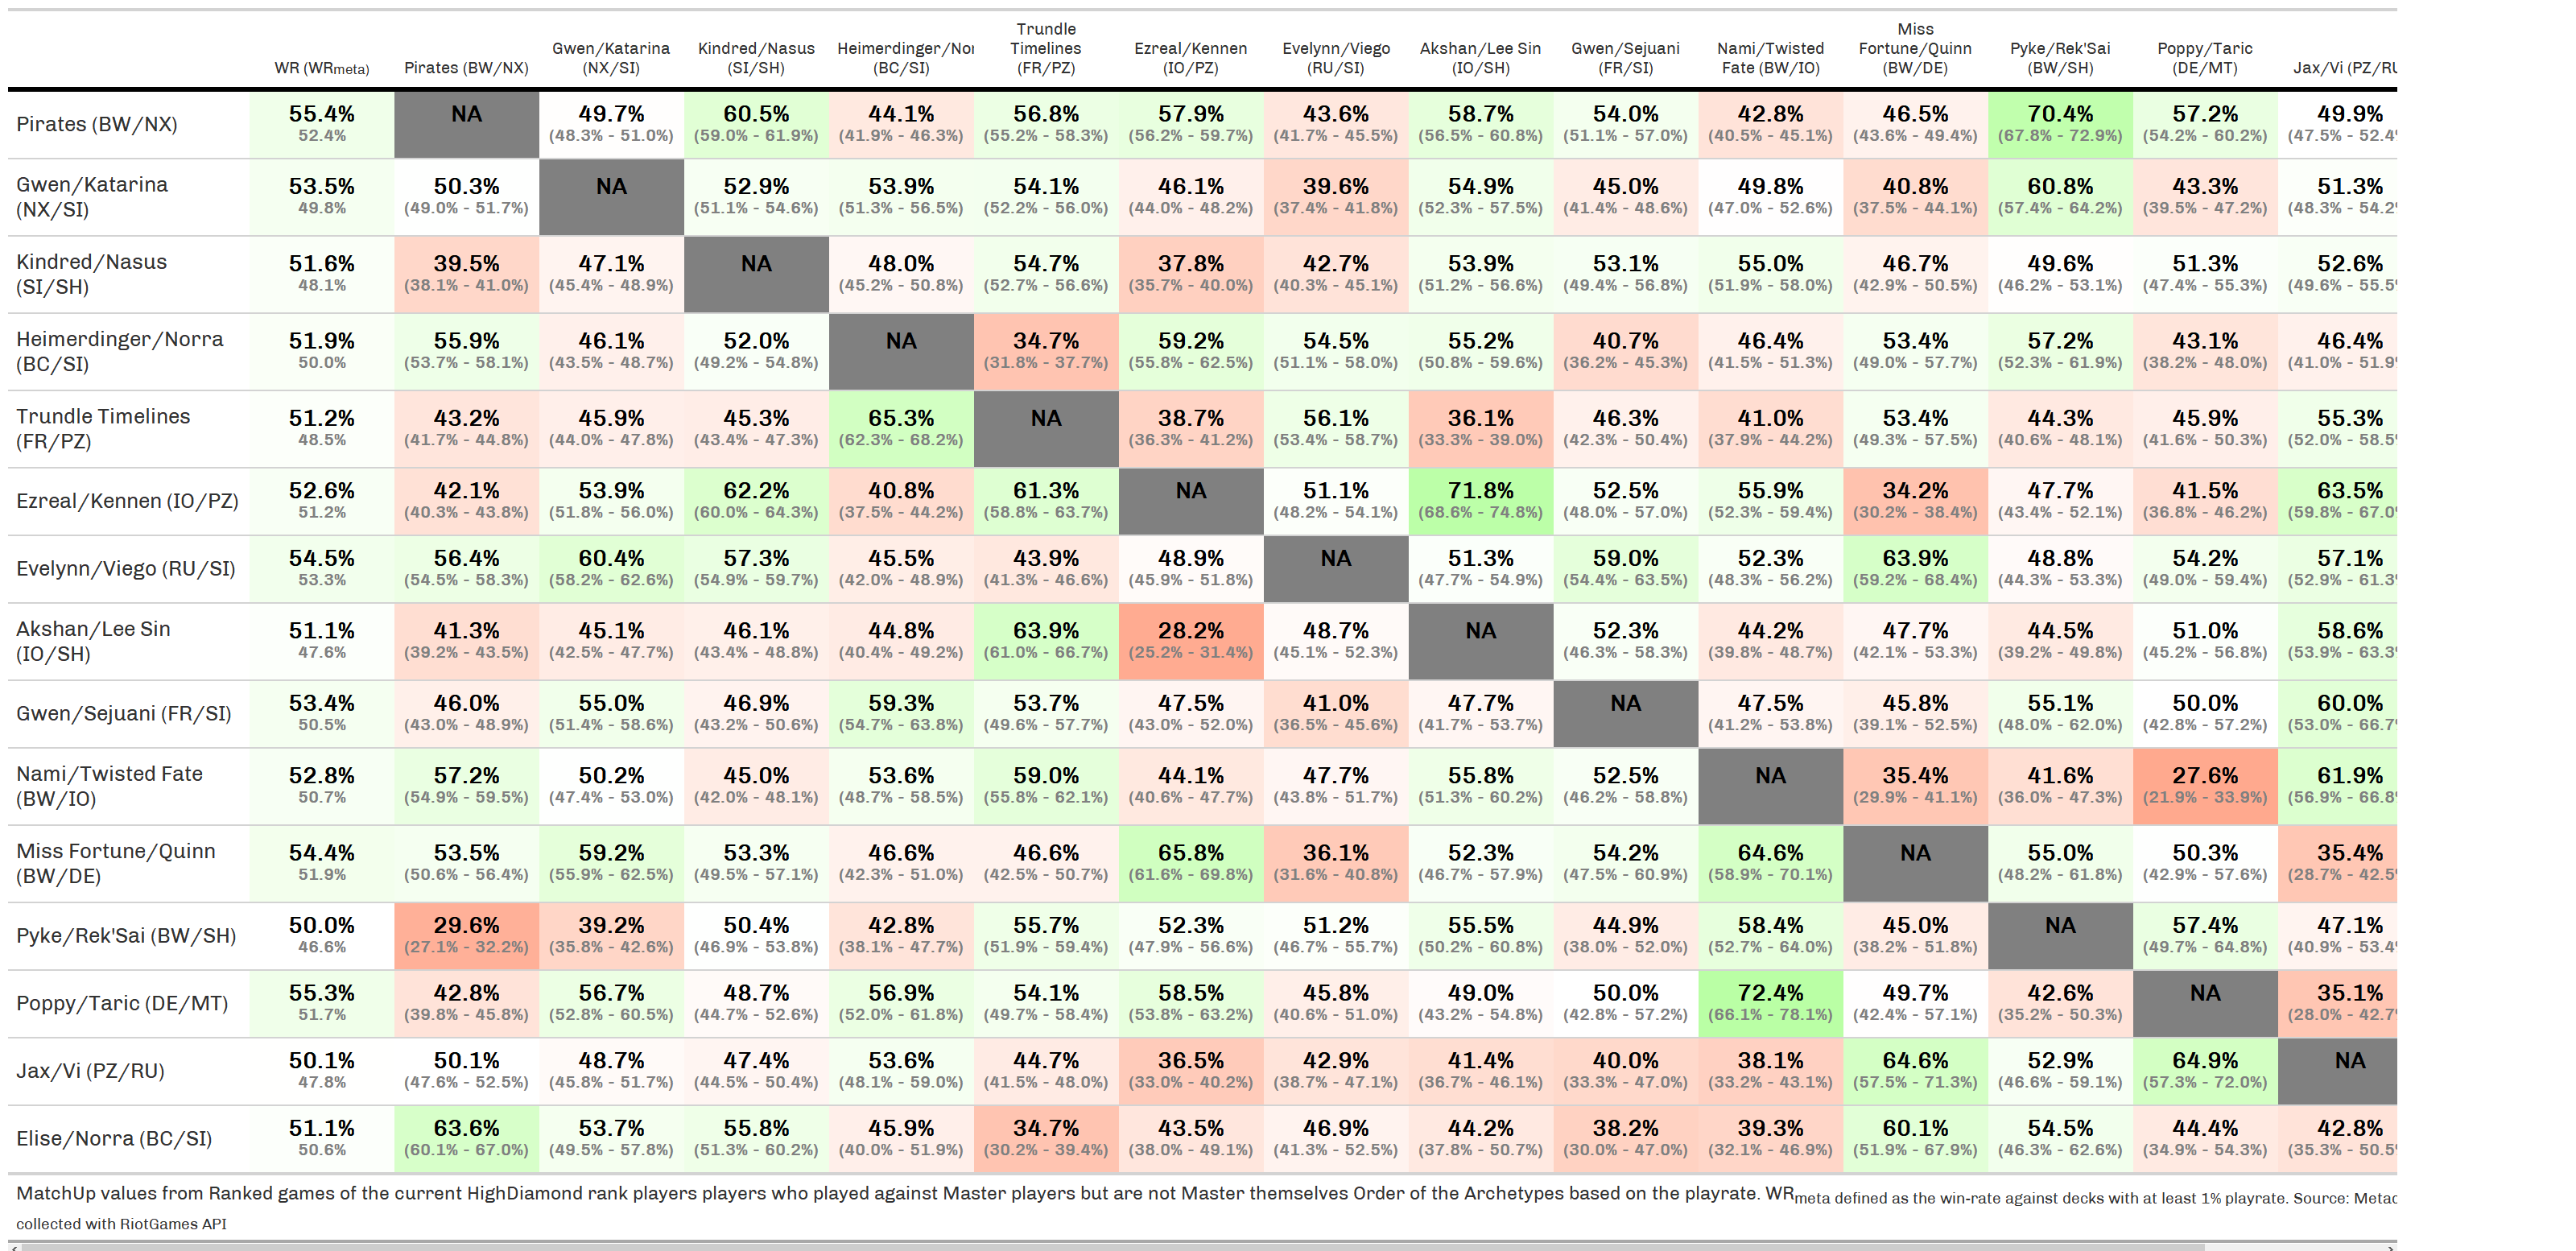 WR (WRmeta) Pirates (BW/NX) Gwen/Katarina (NX/SI) Kindred/Nasus (SI/SH) Heimerdinger/Nor (BC/SI) Trundle Timelines (FR/PZ) Ezreal/Kennen (IO/PZ) Evelynn/Viego (RU/SI) Akshan/Lee Sin (IO/SH) Gwen/Sejuani (FR/SI) Nami/Twisted Fate (BW/IO) Miss Fortune/Quinn (BW/DE) Pyke/Rek'Sai (BW/SH) Poppy/Taric (DE/MT) Jax/Vi (PZ/RU
Pirates (BW/NX) 55.4% NA 49.7% 60.5% 44.1% 56.8% 57.9% 43.6% 58.7% 54.0% 42.8% 46.5% 70.4% 57.2% 49.9%
52.4% (48.3% - 51.0%) (59.0% - 61.9%) (41.9% - 46.3%) (55.2% - 58.3%) (56.2% - 59.7%) (41.7% - 45.5%) (56.5% - 60.8%) (51.1% - 57.0%) (40.5% - 45.1%) (43.6% - 49.4%) (67.8% - 72.9%) (54.2% - 60.2%) (47.5% - 52.4%
Gwen/Katarina (NX/SI) 53.5% 50.3% NA 52.9% 53.9% 54.1% 46.1% 39.6% 54.9% 45.0% 49.8% 40.8% 60.8% 43.3% 51.3%
49.8% (49.0% - 51.7%) (51.1% - 54.6%) (51.3% - 56.5%) (52.2% - 56.0%) (44.0% - 48.2%) (37.4% - 41.8%) (52.3% - 57.5%) (41.4% - 48.6%) (47.0% - 52.6%) (37.5% - 44.1%) (57.4% - 64.2%) (39.5% - 47.2%) (48.3% - 54.2%
Kindred/Nasus (SI/SH) 51.6% 39.5% 47.1% NA 48.0% 54.7% 37.8% 42.7% 53.9% 53.1% 55.0% 46.7% 49.6% 51.3% 52.6%
48.1% (38.1% - 41.0%) (45.4% - 48.9%) (45.2% - 50.8%) (52.7% - 56.6%) (35.7% - 40.0%) (40.3% - 45.1%) (51.2% - 56.6%) (49.4% - 56.8%) (51.9% - 58.0%) (42.9% - 50.5%) (46.2% - 53.1%) (47.4% - 55.3%) (49.6% - 55.5%
Heimerdinger/Norra (BC/SI) 51.9% 55.9% 46.1% 52.0% NA 34.7% 59.2% 54.5% 55.2% 40.7% 46.4% 53.4% 57.2% 43.1% 46.4%
50.0% (53.7% - 58.1%) (43.5% - 48.7%) (49.2% - 54.8%) (31.8% - 37.7%) (55.8% - 62.5%) (51.1% - 58.0%) (50.8% - 59.6%) (36.2% - 45.3%) (41.5% - 51.3%) (49.0% - 57.7%) (52.3% - 61.9%) (38.2% - 48.0%) (41.0% - 51.9%
Trundle Timelines (FR/PZ) 51.2% 43.2% 45.9% 45.3% 65.3% NA 38.7% 56.1% 36.1% 46.3% 41.0% 53.4% 44.3% 45.9% 55.3%
48.5% (41.7% - 44.8%) (44.0% - 47.8%) (43.4% - 47.3%) (62.3% - 68.2%) (36.3% - 41.2%) (53.4% - 58.7%) (33.3% - 39.0%) (42.3% - 50.4%) (37.9% - 44.2%) (49.3% - 57.5%) (40.6% - 48.1%) (41.6% - 50.3%) (52.0% - 58.5%
Ezreal/Kennen (IO/PZ) 52.6% 42.1% 53.9% 62.2% 40.8% 61.3% NA 51.1% 71.8% 52.5% 55.9% 34.2% 47.7% 41.5% 63.5%
51.2% (40.3% - 43.8%) (51.8% - 56.0%) (60.0% - 64.3%) (37.5% - 44.2%) (58.8% - 63.7%) (48.2% - 54.1%) (68.6% - 74.8%) (48.0% - 57.0%) (52.3% - 59.4%) (30.2% - 38.4%) (43.4% - 52.1%) (36.8% - 46.2%) (59.8% - 67.0%
Evelynn/Viego (RU/SI) 54.5% 56.4% 60.4% 57.3% 45.5% 43.9% 48.9% NA 51.3% 59.0% 52.3% 63.9% 48.8% 54.2% 57.1%
53.3% (54.5% - 58.3%) (58.2% - 62.6%) (54.9% - 59.7%) (42.0% - 48.9%) (41.3% - 46.6%) (45.9% - 51.8%) (47.7% - 54.9%) (54.4% - 63.5%) (48.3% - 56.2%) (59.2% - 68.4%) (44.3% - 53.3%) (49.0% - 59.4%) (52.9% - 61.3%
Akshan/Lee Sin (IO/SH) 51.1% 41.3% 45.1% 46.1% 44.8% 63.9% 28.2% 48.7% NA 52.3% 44.2% 47.7% 44.5% 51.0% 58.6%
47.6% (39.2% - 43.5%) (42.5% - 47.7%) (43.4% - 48.8%) (40.4% - 49.2%) (61.0% - 66.7%) (25.2% - 31.4%) (45.1% - 52.3%) (46.3% - 58.3%) (39.8% - 48.7%) (42.1% - 53.3%) (39.2% - 49.8%) (45.2% - 56.8%) (53.9% - 63.3%
Gwen/Sejuani (FR/SI) 53.4% 46.0% 55.0% 46.9% 59.3% 53.7% 47.5% 41.0% 47.7% NA 47.5% 45.8% 55.1% 50.0% 60.0%
50.5% (43.0% - 48.9%) (51.4% - 58.6%) (43.2% - 50.6%) (54.7% - 63.8%) (49.6% - 57.7%) (43.0% - 52.0%) (36.5% - 45.6%) (41.7% - 53.7%) (41.2% - 53.8%) (39.1% - 52.5%) (48.0% - 62.0%) (42.8% - 57.2%) (53.0% - 66.7%
Nami/Twisted Fate (BW/IO) 52.8% 57.2% 50.2% 45.0% 53.6% 59.0% 44.1% 47.7% 55.8% 52.5% NA 35.4% 41.6% 27.6% 61.9%
50.7% (54.9% - 59.5%) (47.4% - 53.0%) (42.0% - 48.1%) (48.7% - 58.5%) (55.8% - 62.1%) (40.6% - 47.7%) (43.8% - 51.7%) (51.3% - 60.2%) (46.2% - 58.8%) (29.9% - 41.1%) (36.0% - 47.3%) (21.9% - 33.9%) (56.9% - 66.8%
Miss Fortune/Quinn (BW/DE) 54.4% 53.5% 59.2% 53.3% 46.6% 46.6% 65.8% 36.1% 52.3% 54.2% 64.6% NA 55.0% 50.3% 35.4%
51.9% (50.6% - 56.4%) (55.9% - 62.5%) (49.5% - 57.1%) (42.3% - 51.0%) (42.5% - 50.7%) (61.6% - 69.8%) (31.6% - 40.8%) (46.7% - 57.9%) (47.5% - 60.9%) (58.9% - 70.1%) (48.2% - 61.8%) (42.9% - 57.6%) (28.7% - 42.5%
Pyke/Rek'Sai (BW/SH) 50.0% 29.6% 39.2% 50.4% 42.8% 55.7% 52.3% 51.2% 55.5% 44.9% 58.4% 45.0% NA 57.4% 47.1%
46.6% (27.1% - 32.2%) (35.8% - 42.6%) (46.9% - 53.8%) (38.1% - 47.7%) (51.9% - 59.4%) (47.9% - 56.6%) (46.7% - 55.7%) (50.2% - 60.8%) (38.0% - 52.0%) (52.7% - 64.0%) (38.2% - 51.8%) (49.7% - 64.8%) (40.9% - 53.4%
Poppy/Taric (DE/MT) 55.3% 42.8% 56.7% 48.7% 56.9% 54.1% 58.5% 45.8% 49.0% 50.0% 72.4% 49.7% 42.6% NA 35.1%
51.7% (39.8% - 45.8%) (52.8% - 60.5%) (44.7% - 52.6%) (52.0% - 61.8%) (49.7% - 58.4%) (53.8% - 63.2%) (40.6% - 51.0%) (43.2% - 54.8%) (42.8% - 57.2%) (66.1% - 78.1%) (42.4% - 57.1%) (35.2% - 50.3%) (28.0% - 42.7%
Jax/Vi (PZ/RU) 50.1% 50.1% 48.7% 47.4% 53.6% 44.7% 36.5% 42.9% 41.4% 40.0% 38.1% 64.6% 52.9% 64.9% NA
47.8% (47.6% - 52.5%) (45.8% - 51.7%) (44.5% - 50.4%) (48.1% - 59.0%) (41.5% - 48.0%) (33.0% - 40.2%) (38.7% - 47.1%) (36.7% - 46.1%) (33.3% - 47.0%) (33.2% - 43.1%) (57.5% - 71.3%) (46.6% - 59.1%) (57.3% - 72.0%)
Elise/Norra (BC/SI) 51.1% 63.6% 53.7% 55.8% 45.9% 34.7% 43.5% 46.9% 44.2% 38.2% 39.3% 60.1% 54.5% 44.4% 42.8%
50.6% (60.1% - 67.0%) (49.5% - 57.8%) (51.3% - 60.2%) (40.0% - 51.9%) (30.2% - 39.4%) (38.0% - 49.1%) (41.3% - 52.5%) (37.8% - 50.7%) (30.0% - 47.0%) (32.1% - 46.9%) (51.9% - 67.9%) (46.3% - 62.6%) (34.9% - 54.3%) (35.3% - 50.5%
MatchUp values from Ranked games of the current HighDiamond rank players players who played against Master players but are not Master themselves Order of the Archetypes based on the playrate. WRmeta defined as the win-rate against decks with at least 1% playrate. Source: Metac
collected with RiotGames API